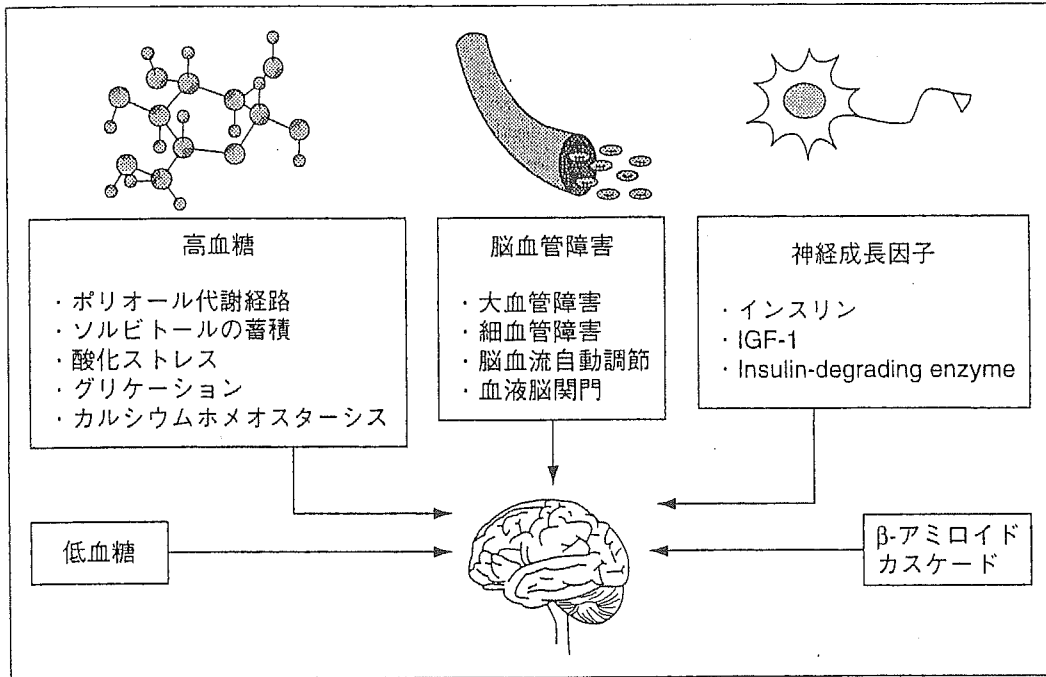 高血糖
・ポリオール代謝経路
・ソルビトールの蓄積
・酸化ストレス
・グリケーション
・カルシウムホメオスターシス
脳血管障害
・大血管障害
・細血管障害
・脳血流自動調節
・血液脳関門
神経成長因子
・インスリン
・IGF-1
・Insulin-degrading enzyme
低血糖
β-アミロイド
カスケード